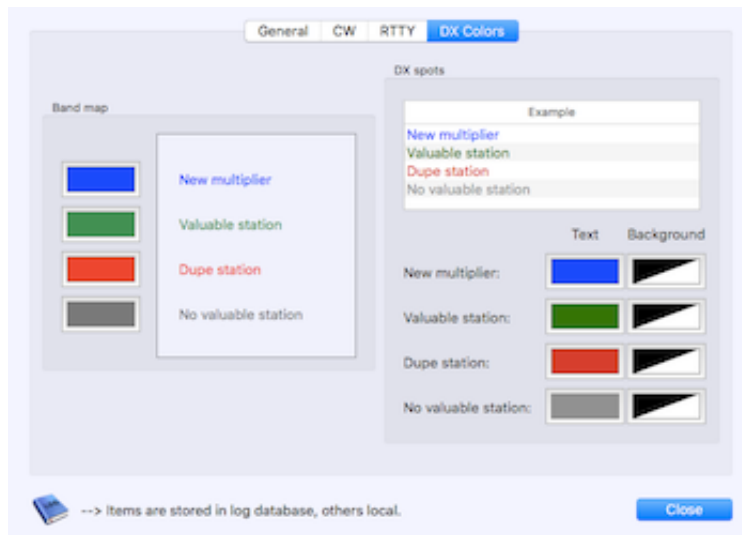 General CW RTTY DX Colors
Band map
New multiplier
Valuable station
Dupe station
No valuable station
DX spots
Example
New multiplier
Valuable station
Dupe station
No valuable station
Text Background
New multiplier:
Valuable station:
Dupe station:
No valuable station:
--> Items are stored in log database, others local.
Close